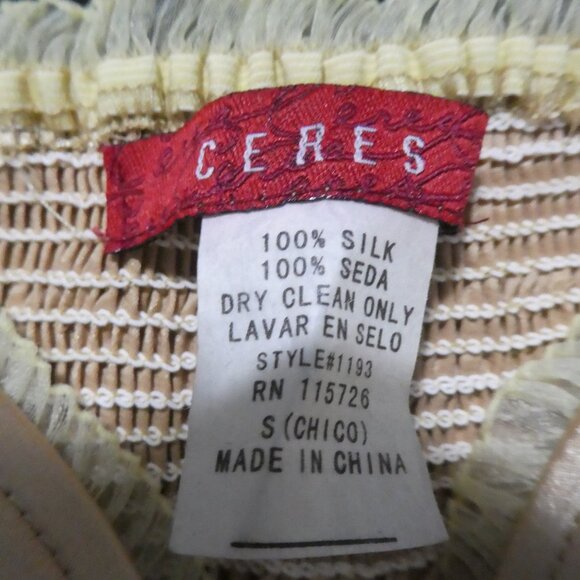 CERES
100% SILK
100% SEDA
DRY CLEAN ONLY
LAVAR EN SELO
STYLE#1193
RN 115726
S (CHICO)
MADE IN CHINA